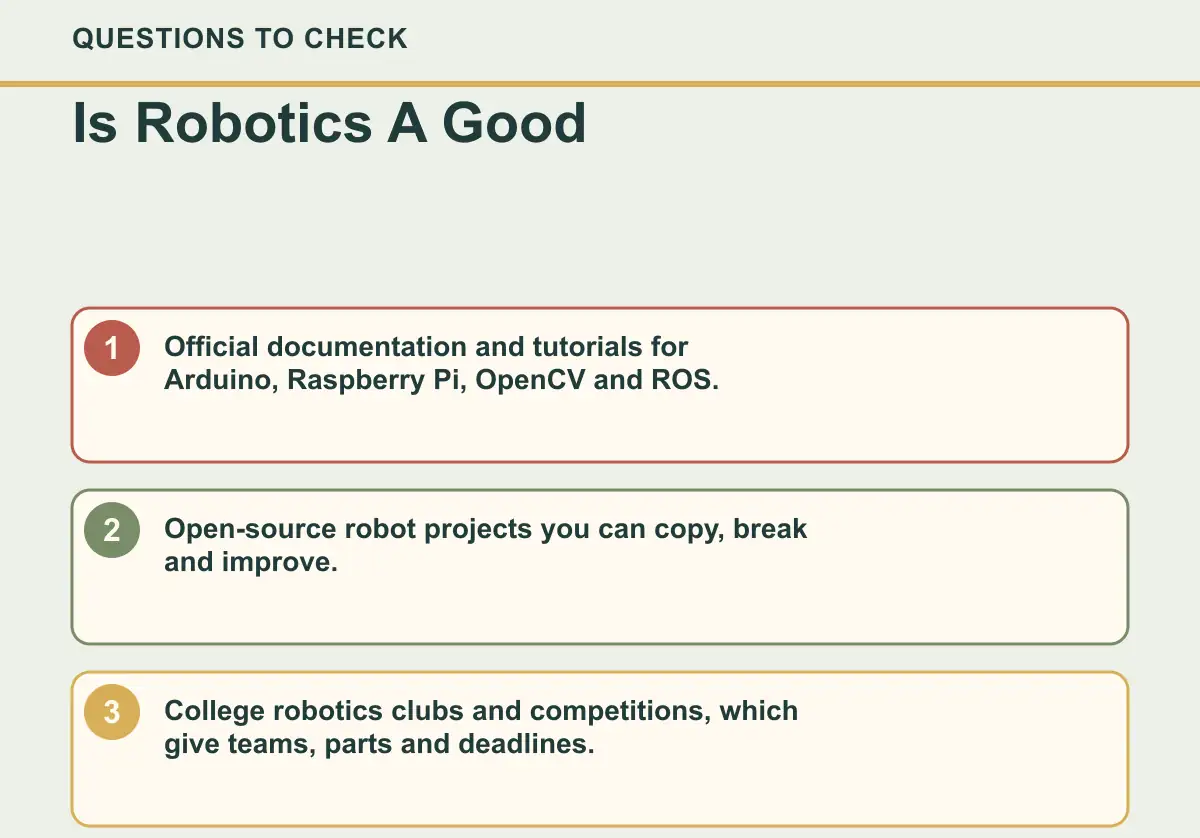 QUESTIONS TO CHECK
Is Robotics A Good
1
Official documentation and tutorials for
Arduino, Raspberry Pi, OpenCV and ROS.
2
Open-source robot projects you can copy, break
and improve.
3
College robotics clubs and competitions, which
give teams, parts and deadlines.